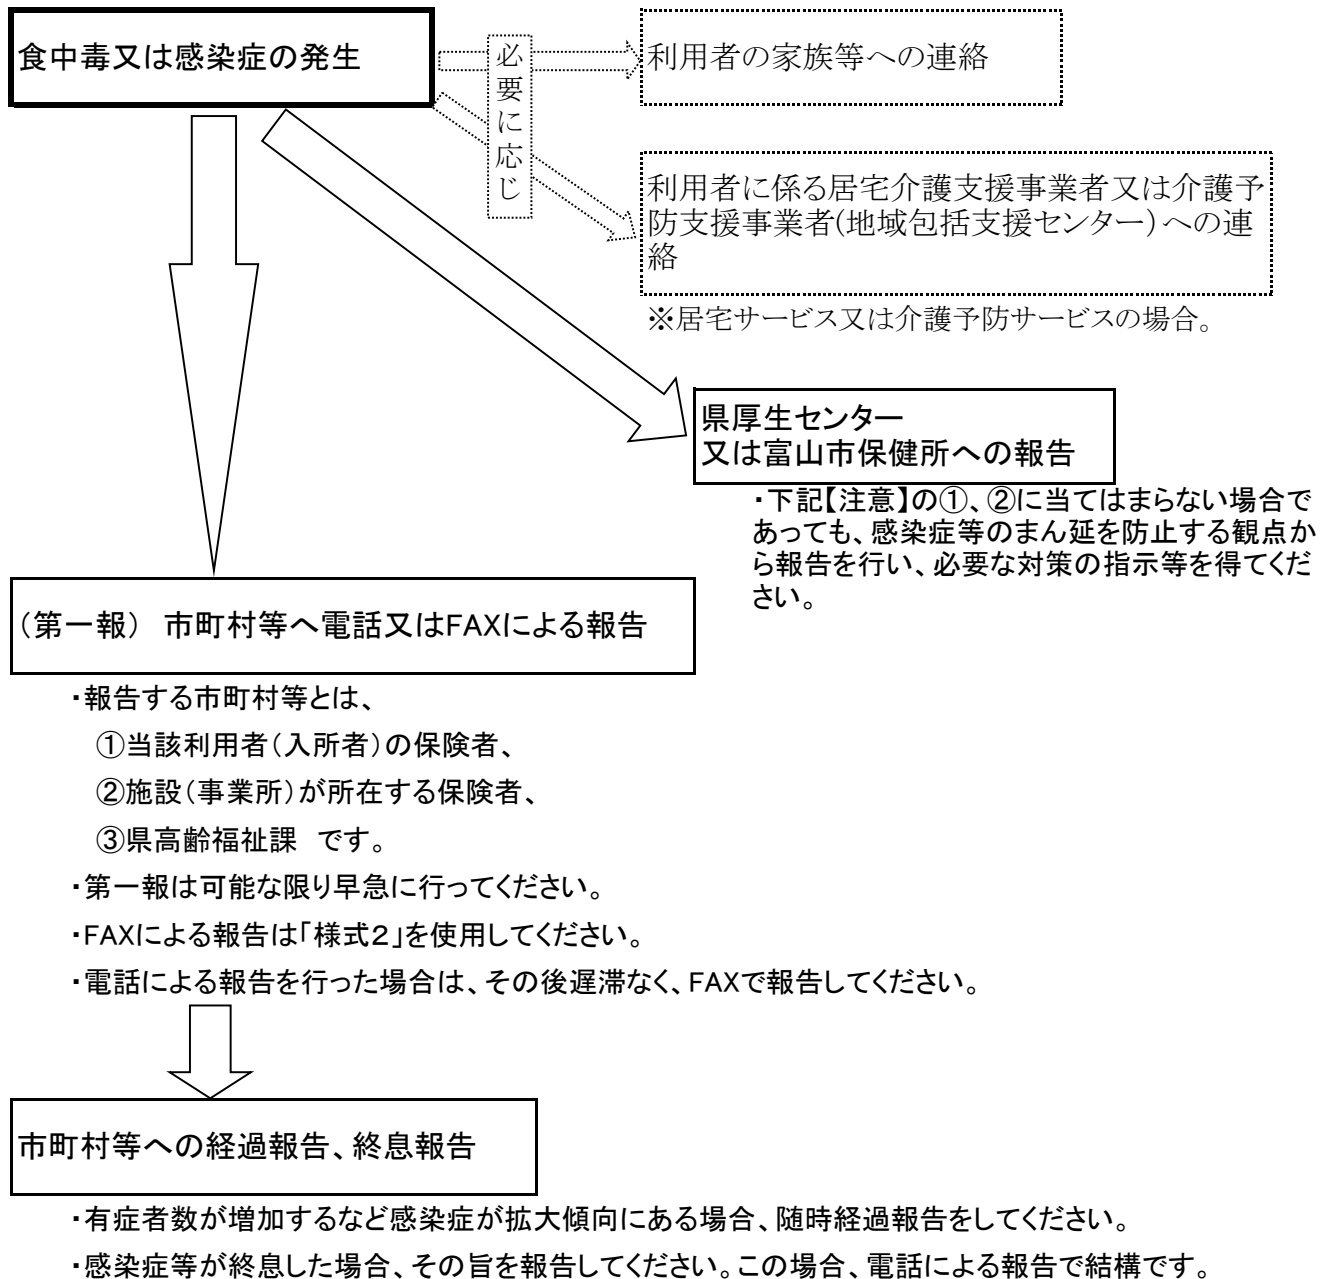 食中毒又は感染症の発生
必要に応じ
利用者の家族等への連絡
利用者に係る居宅介護支援事業者又は介護予
防支援事業者(地域包括支援センター)への連
絡
※居宅サービス又は介護予防サービスの場合。
県厚生センター
又は富山市保健所への報告
・下記【注意】の①、②に当てはまらない場合で
あっても、感染症等のまん延を防止する観点か
ら報告を行い、必要な対策の指示等を得てくだ
さい。
(第一報) 市町村等へ電話又はFAXによる報告
・報告する市町村等とは、
①当該利用者(入所者)の保険者、
②施設(事業所)が所在する保険者、
③県高齢福祉課 です。
・第一報は可能な限り早急に行ってください。
・FAXによる報告は「様式2」を使用してください。
・電話による報告を行った場合は、その後遅滞なく、FAXで報告してください。
市町村等への経過報告、終息報告
・有症者数が増加するなど感染症が拡大傾向にある場合、随時経過報告をしてください。
・感染症等が終息した場合、その旨を報告してください。この場合、電話による報告で結構です。